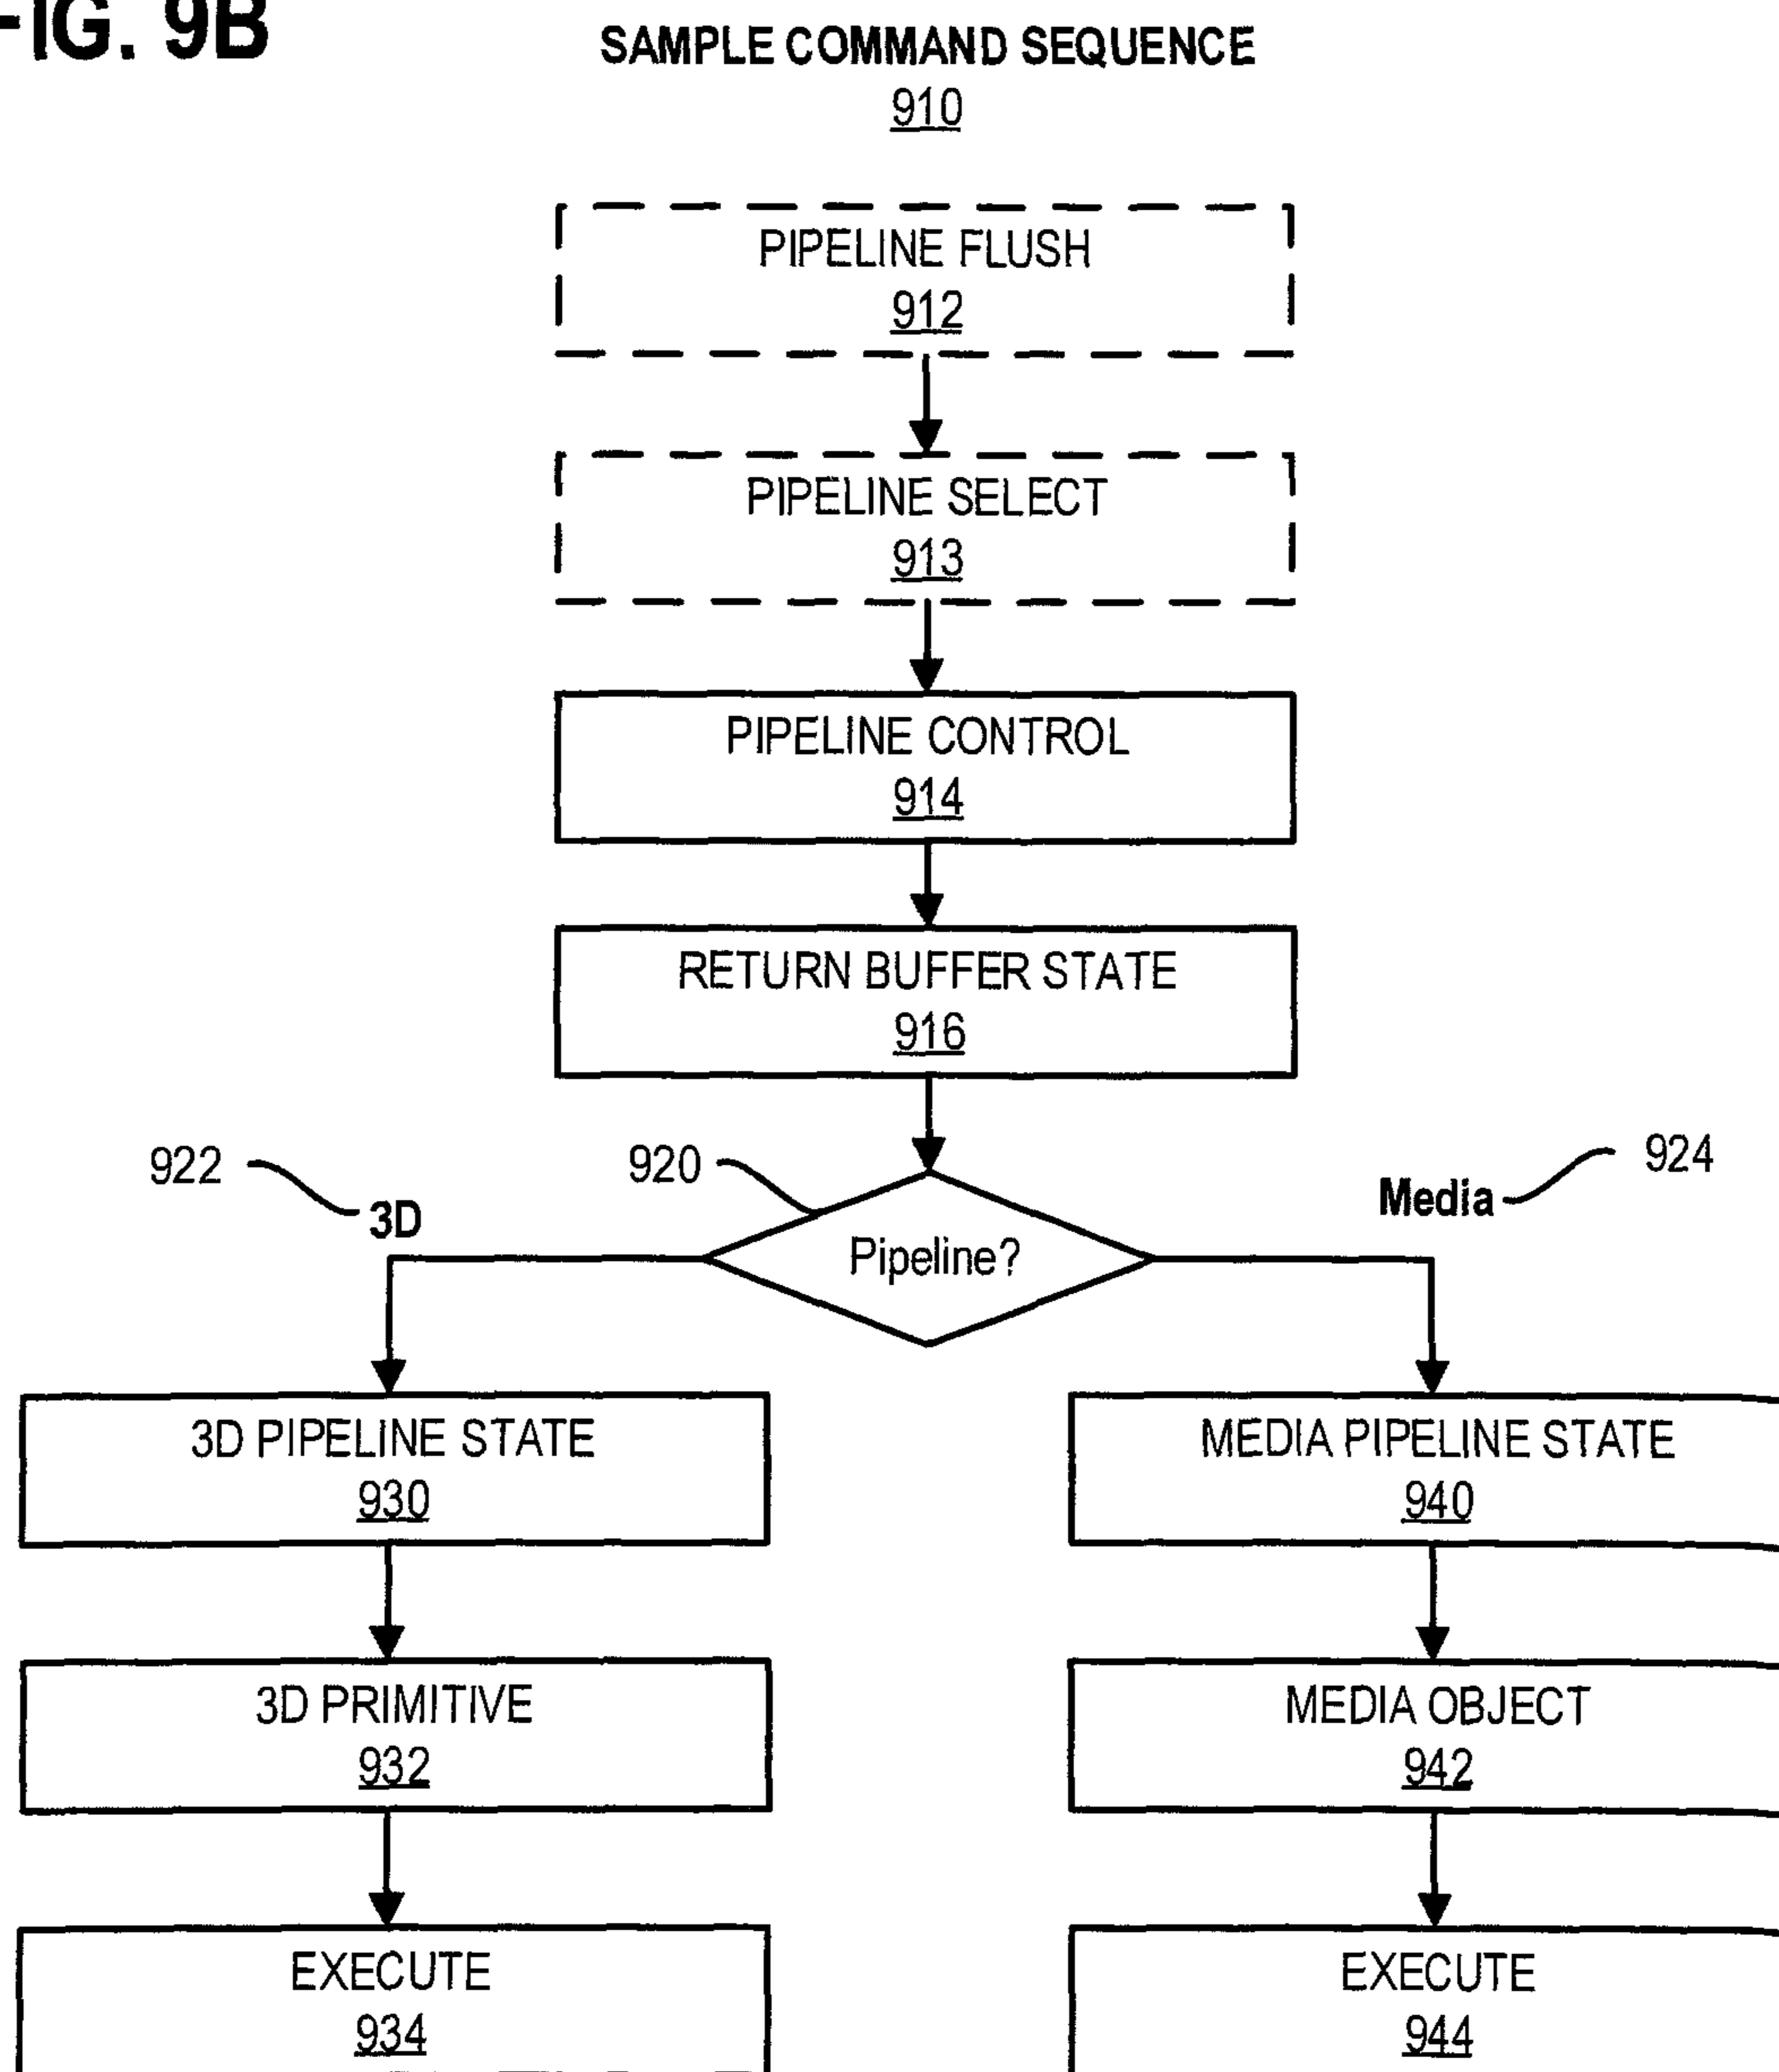 FIG. 9B
SAMPLE COMMAND SEQUENCE
910
PIPELINE FLUSH
912
PIPELINE SELECT
913
PIPELINE CONTROL
914
RETURN BUFFER STATE
916
922
920
924
3D
Media
Pipeline?
3D PIPELINE STATE
930
MEDIA PIPELINE STATE
940
3D PRIMITIVE
932
MEDIA OBJECT
942
EXECUTE
934
EXECUTE
944